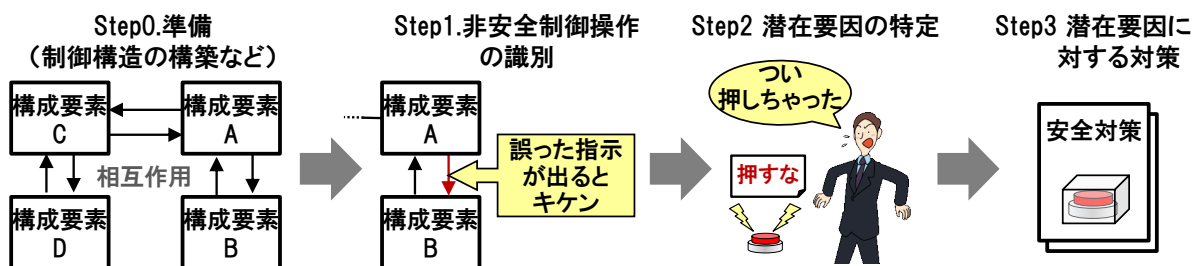 Step0.準備
（制御構造の構築など）
構成要素
C
構成要素
A
相互作用
構成要素
D
構成要素
B
Step1.非安全制御操作
の識別
構成要素
A
誤った指示
が出ると
キケン
構成要素
B
Step2 潜在要因の特定
つい
押しちゃった
押すな
Step3 潜在要因に
対する対策
安全対策